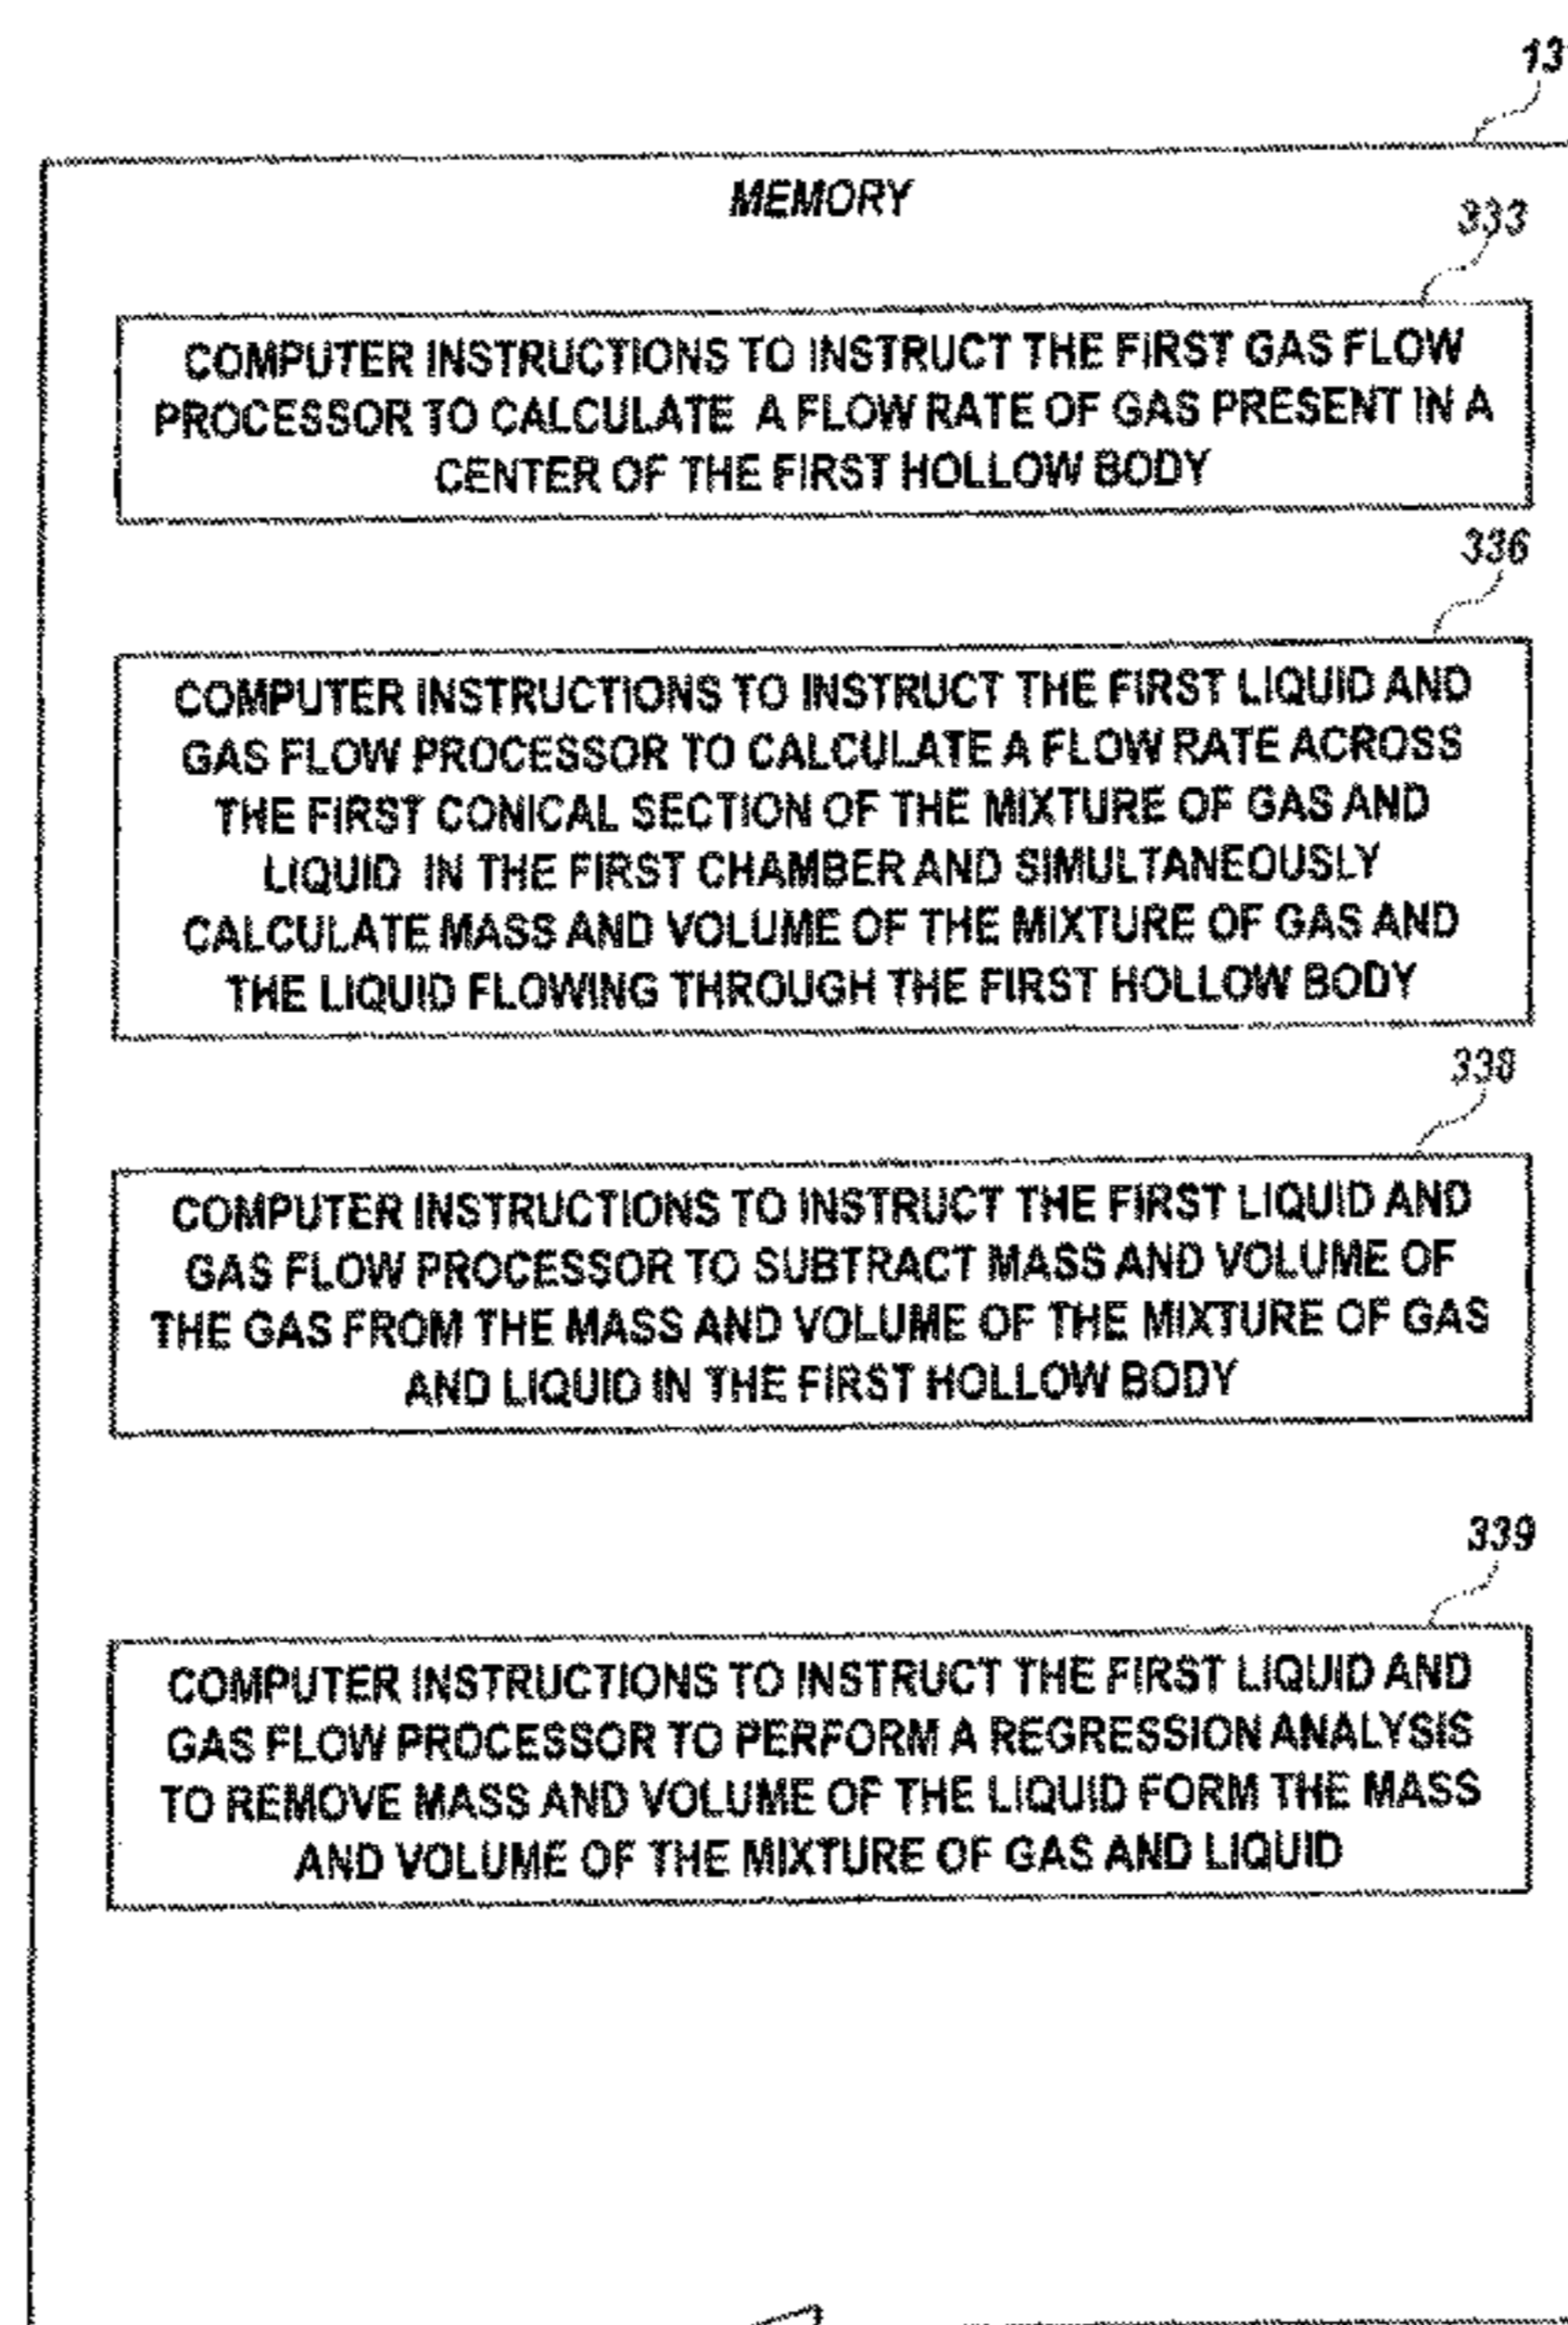 13
MEMORY
333
COMPUTER INSTRUCTIONS TO INSTRUCT THE FIRST GAS FLOW
PROCESSOR TO CALCULATE A FLOW RATE OF GAS PRESENT IN A
CENTER OF THE FIRST HOLLOW BODY
336
COMPUTER INSTRUCTIONS TO INSTRUCT THE FIRST LIQUID AND
GAS FLOW PROCESSOR TO CALCULATE A FLOW RATE ACROSS
THE FIRST CONICAL SECTION OF THE MIXTURE OF GAS AND
LIQUID IN THE FIRST CHAMBER AND SIMULTANEOUSLY
CALCULATE MASS AND VOLUME OF THE MIXTURE OF GAS AND
THE LIQUID FLOWING THROUGH THE FIRST HOLLOW BODY
338
COMPUTER INSTRUCTIONS TO INSTRUCT THE FIRST LIQUID AND
GAS FLOW PROCESSOR TO SUBTRACT MASS AND VOLUME OF
THE GAS FROM THE MASS AND VOLUME OF THE MIXTURE OF GAS
AND LIQUID IN THE FIRST HOLLOW BODY
339
COMPUTER INSTRUCTIONS TO INSTRUCT THE FIRST LIQUID AND
GAS FLOW PROCESSOR TO PERFORM A REGRESSION ANALYSIS
TO REMOVE MASS AND VOLUME OF THE LIQUID FORM THE MASS
AND VOLUME OF THE MIXTURE OF GAS AND LIQUID